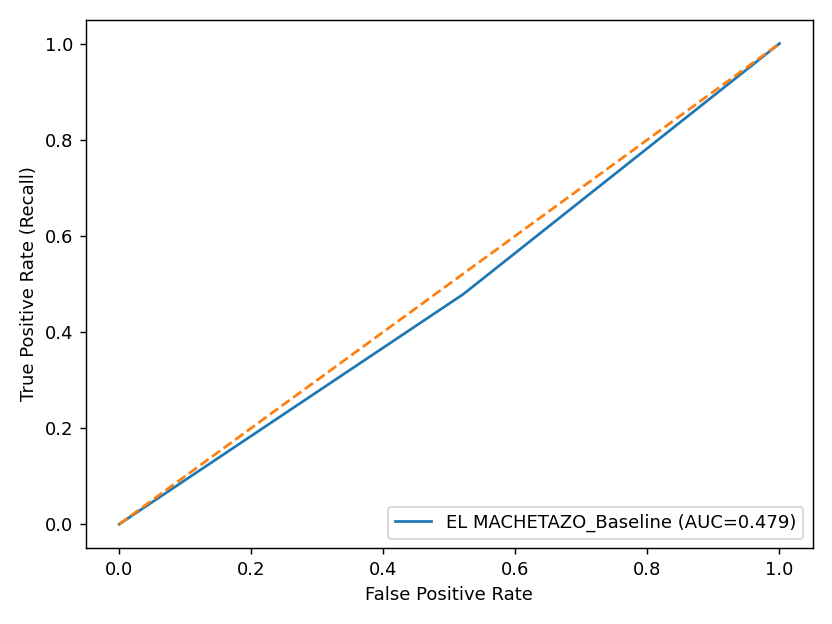 1.0
0.8
0.6
0.4
0.2
0.0
True Positive Rate (Recall)
EL MACHETAZO_Baseline (AUC=0.479)
0.0 0.2 0.4 0.6 0.8 1.0
False Positive Rate